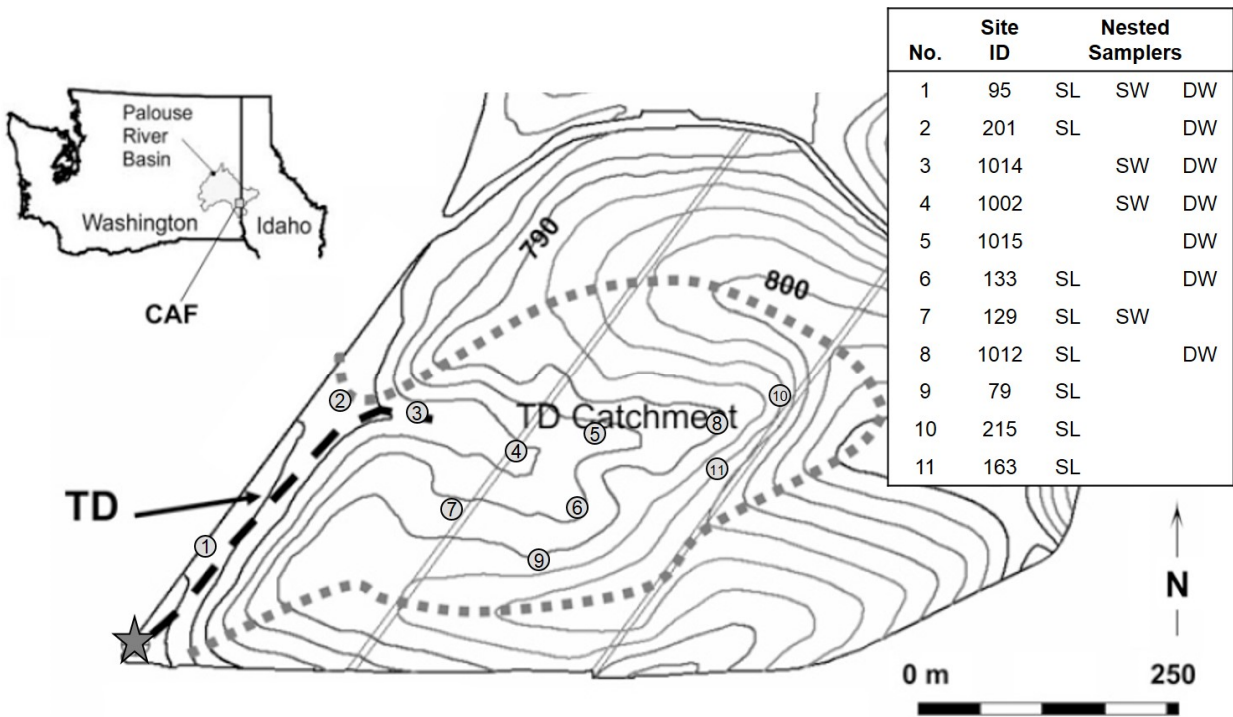 Palouse
River
Basin
Washington
Idaho
CAF
790
800
TD Catchment
TD
1
2
3
4
5
6
7
8
9
10
11
No. Site ID Nested Samplers
1 95 SL SW DW
2 201 SL DW
3 1014 SW DW
4 1002 SW DW
5 1015 DW
6 133 SL DW
7 129 SL SW
8 1012 SL DW
9 79 SL
10 215 SL
11 163 SL
N
0 m 250